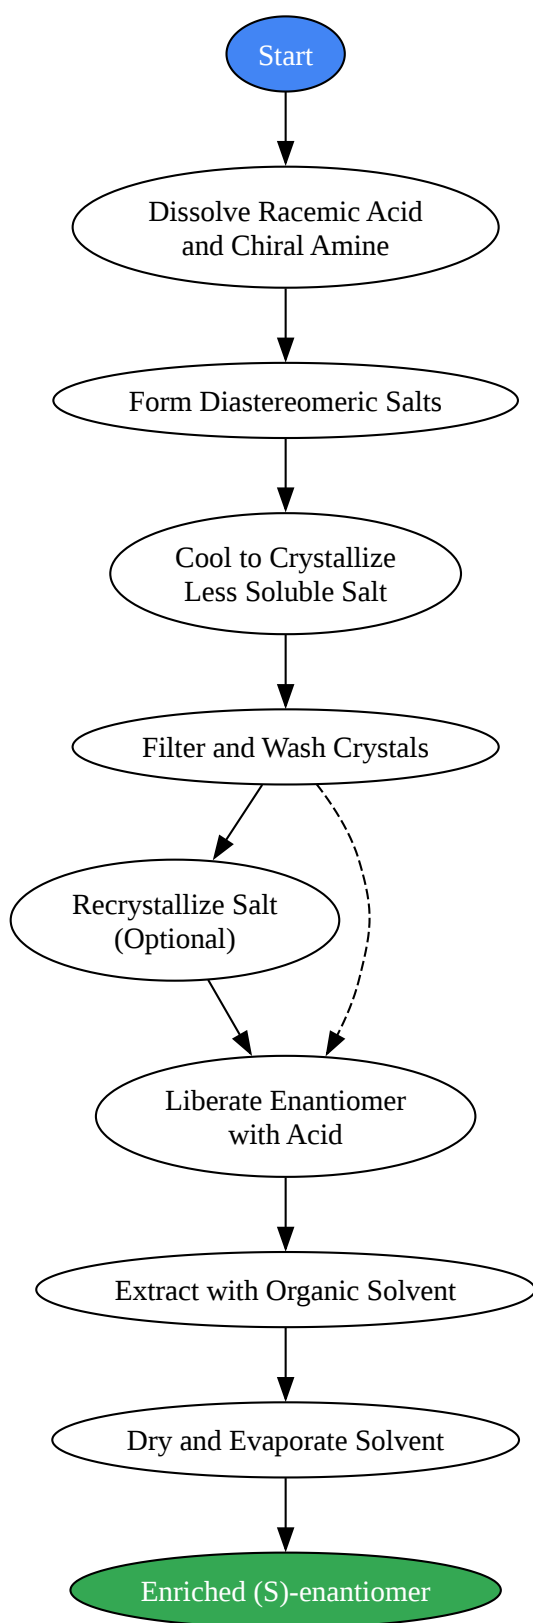 Start
Dissolve Racemic Acid
and Chiral Amine
Form Diastereomeric Salts
Cool to Crystallize
Less Soluble Salt
Filter and Wash Crystals
Recrystallize Salt
(Optional)
Liberate Enantiomer
with Acid
Extract with Organic Solvent
Dry and Evaporate Solvent
Enriched (S)-enantiomer